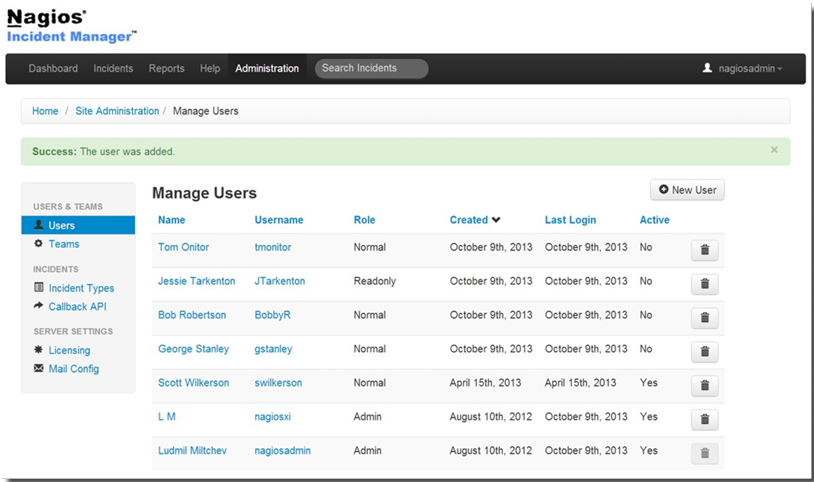 Nagios®
Incident Manager™
Dashboard Incidents Reports Help Administration Search Incidents nagiosadmin
Home / Site Administration / Manage Users
Success: The user was added. ×
USERS & TEAMS
Users
Teams
INCIDENTS
Incident Types
Callback API
SERVER SETTINGS
Licensing
Mail Config
Manage Users New User
Name Username Role Created Last Login Active
Tom Onitor tmonitor Normal October 9th, 2013 October 9th, 2013 No
Jessie Tarkenton JTarkenton Readonly October 9th, 2013 October 9th, 2013 No
Bob Robertson BobbyR Normal October 9th, 2013 October 9th, 2013 No
George Stanley gstanley Normal October 9th, 2013 October 9th, 2013 No
Scott Wilkerson swilkerson Normal April 15th, 2013 April 15th, 2013 Yes
L M nagiosxi Admin August 10th, 2012 October 9th, 2013 Yes
Ludmil Miltchev nagiosadmin Admin August 10th, 2012 October 9th, 2013 Yes